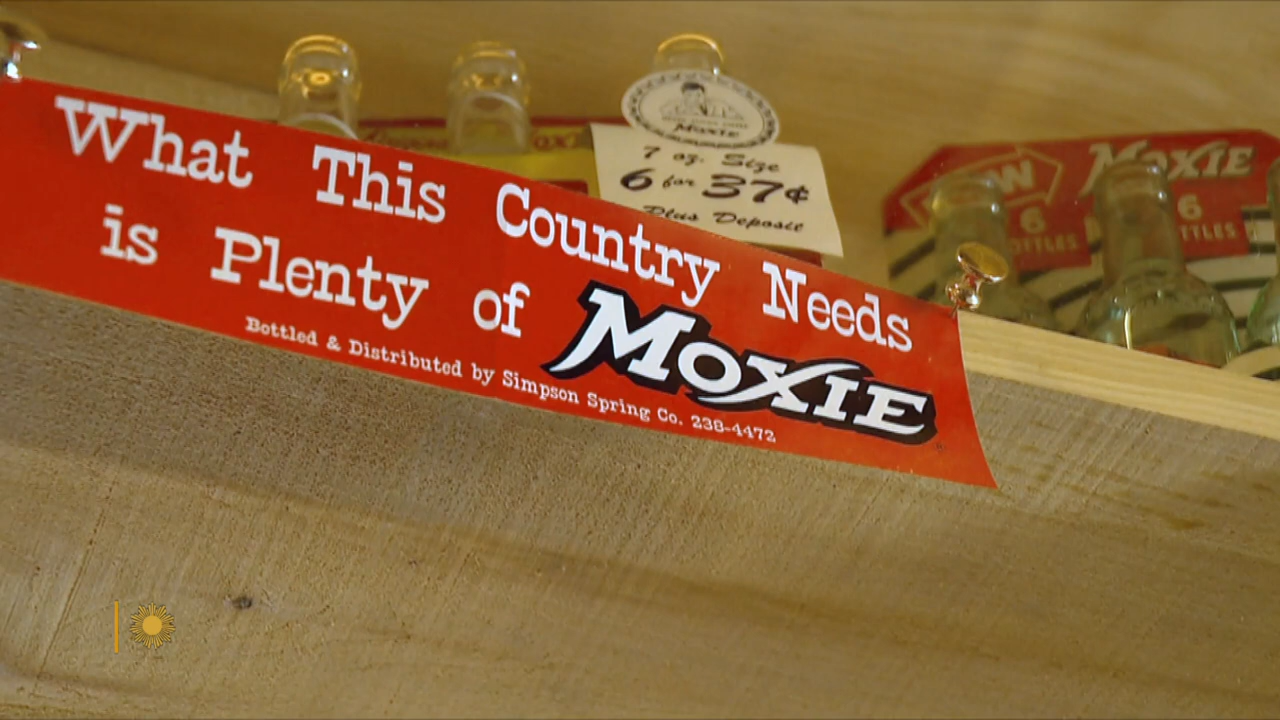 What This Country Needs
is Plenty of MOXIE
Bottled & Distributed by Simpson Spring Co. 238-4472
Moxie
7 oz. Size
6 for 37¢
Plus Deposit
MOXIE
6
6